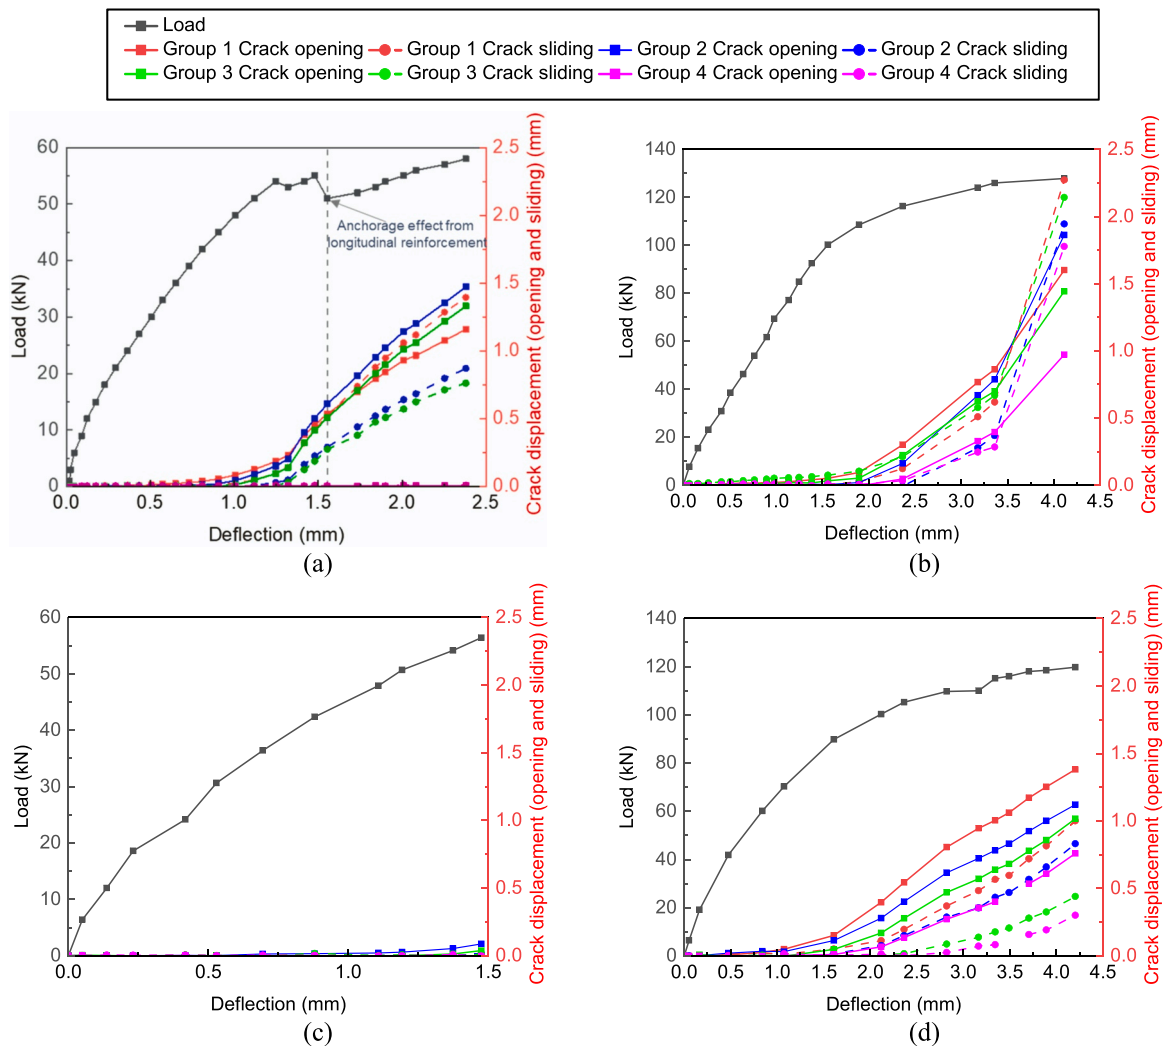 Load
Group 1 Crack opening Group 1 Crack sliding Group 2 Crack opening Group 2 Crack sliding
Group 3 Crack opening Group 3 Crack sliding Group 4 Crack opening Group 4 Crack sliding
60
50
40
30
20
10
0
Load (kN)
0.0 0.5 1.0 1.5 2.0 2.5
Deflection (mm)
2.5
2.0
1.5
1.0
0.5
0.0
Crack displacement (opening and sliding) (mm)
Anchorage effect from
longitudinal reinforcement
(a)
140
120
100
80
60
40
20
0
Load (kN)
0.0 0.5 1.0 1.5 2.0 2.5 3.0 3.5 4.0 4.5
Deflection (mm)
2.5
2.0
1.5
1.0
0.5
0.0
Crack displacement (opening and sliding) (mm)
(b)
60
50
40
30
20
10
0
Load (kN)
0.0 0.5 1.0 1.5
Deflection (mm)
2.5
2.0
1.5
1.0
0.5
0.0
Crack displacement (opening and sliding) (mm)
(c)
140
120
100
80
60
40
20
0
Load (kN)
0.0 0.5 1.0 1.5 2.0 2.5 3.0 3.5 4.0 4.5
Deflection (mm)
2.5
2.0
1.5
1.0
0.5
0.0
Crack displacement (opening and sliding) (mm)
(d)